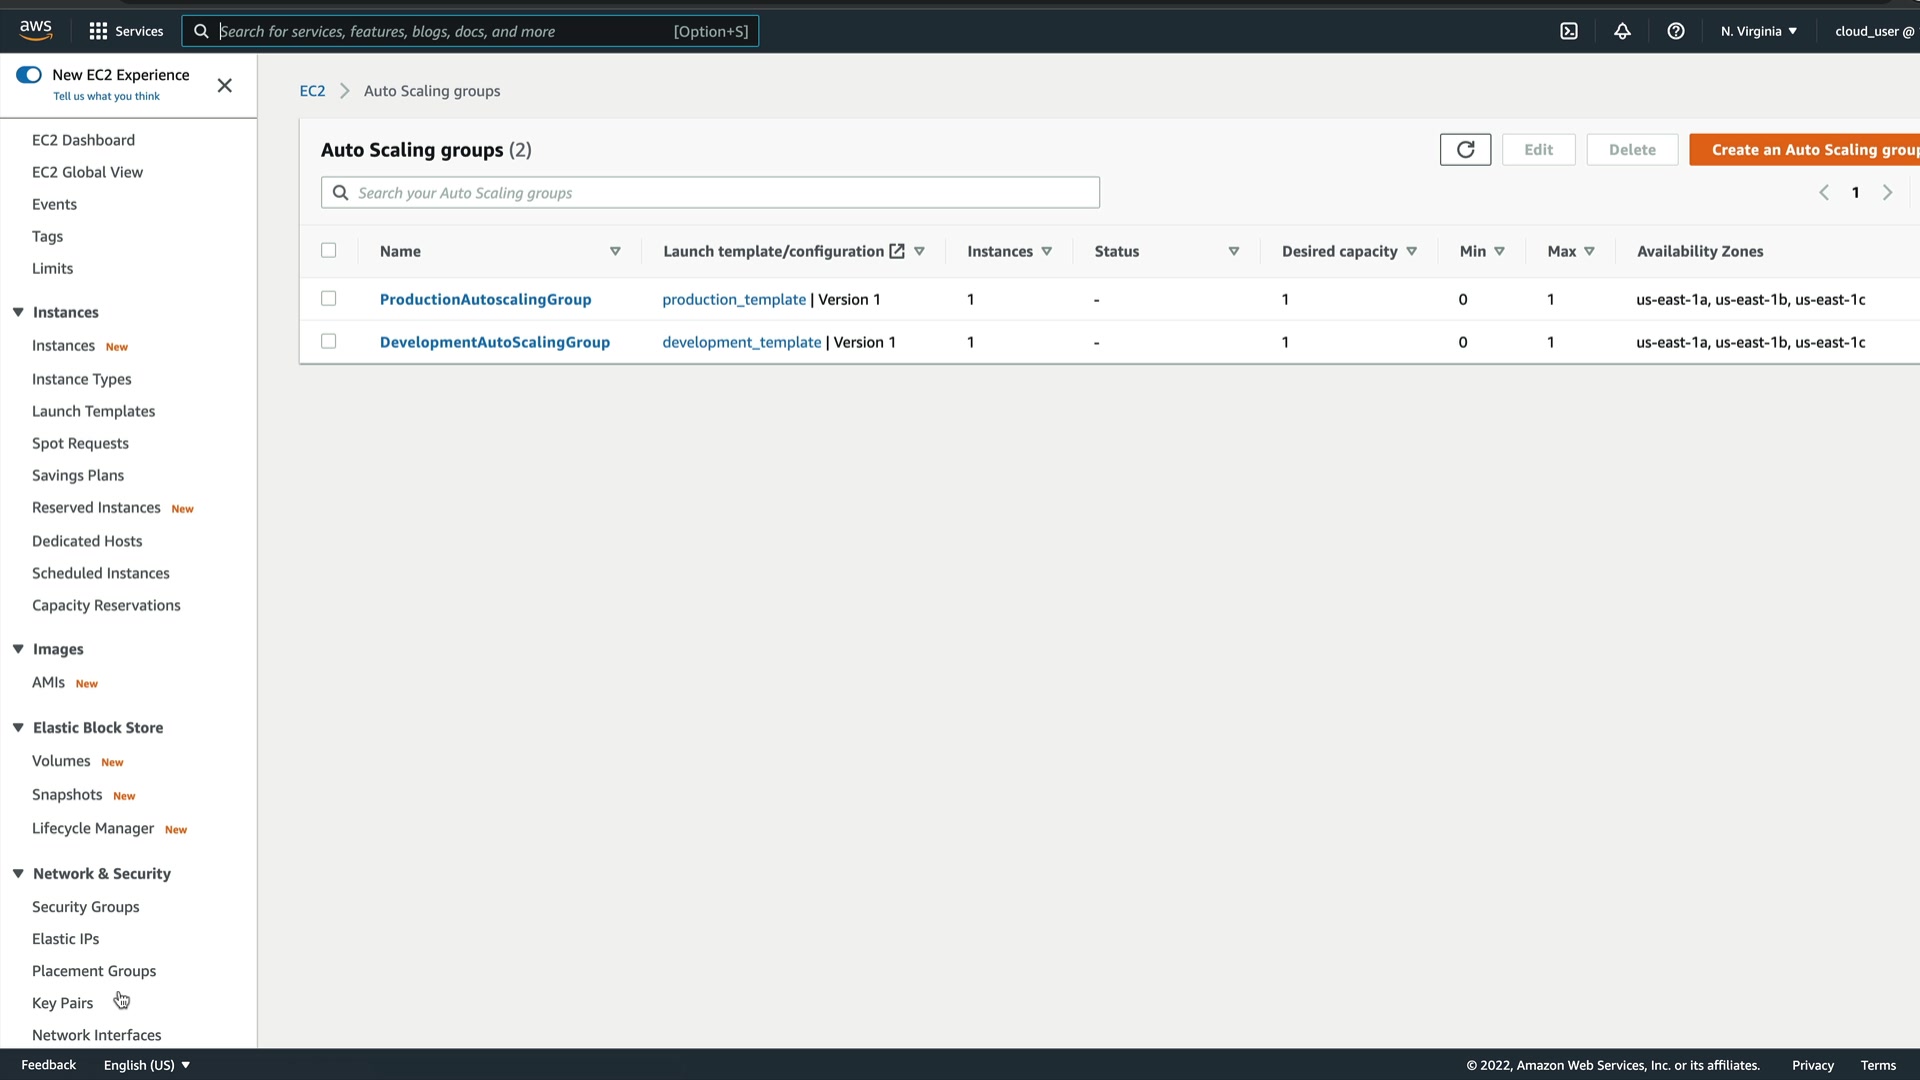 aws
Services
Search for services, features, blogs, docs, and more [Option+S]
N. Virginia ▼
cloud_user @
New EC2 Experience
Tell us what you think
EC2 Dashboard
EC2 Global View
Events
Tags
Limits
Instances
Instances New
Instance Types
Launch Templates
Spot Requests
Savings Plans
Reserved Instances New
Dedicated Hosts
Scheduled Instances
Capacity Reservations
Images
AMIs New
Elastic Block Store
Volumes New
Snapshots New
Lifecycle Manager New
Network & Security
Security Groups
Elastic IPs
Placement Groups
Key Pairs
Network Interfaces
EC2 > Auto Scaling groups
Auto Scaling groups (2)
Edit
Delete
Create an Auto Scaling group
Search your Auto Scaling groups
1
Name Launch template/configuration Instances Status Desired capacity Min Max Availability Zones
ProductionAutoscalingGroup production_template | Version 1 1 - 1 0 1 us-east-1a, us-east-1b, us-east-1c
DevelopmentAutoScalingGroup development_template | Version 1 1 - 1 0 1 us-east-1a, us-east-1b, us-east-1c
Feedback English (US) ▼ © 2022, Amazon Web Services, Inc. or its affiliates. Privacy Terms